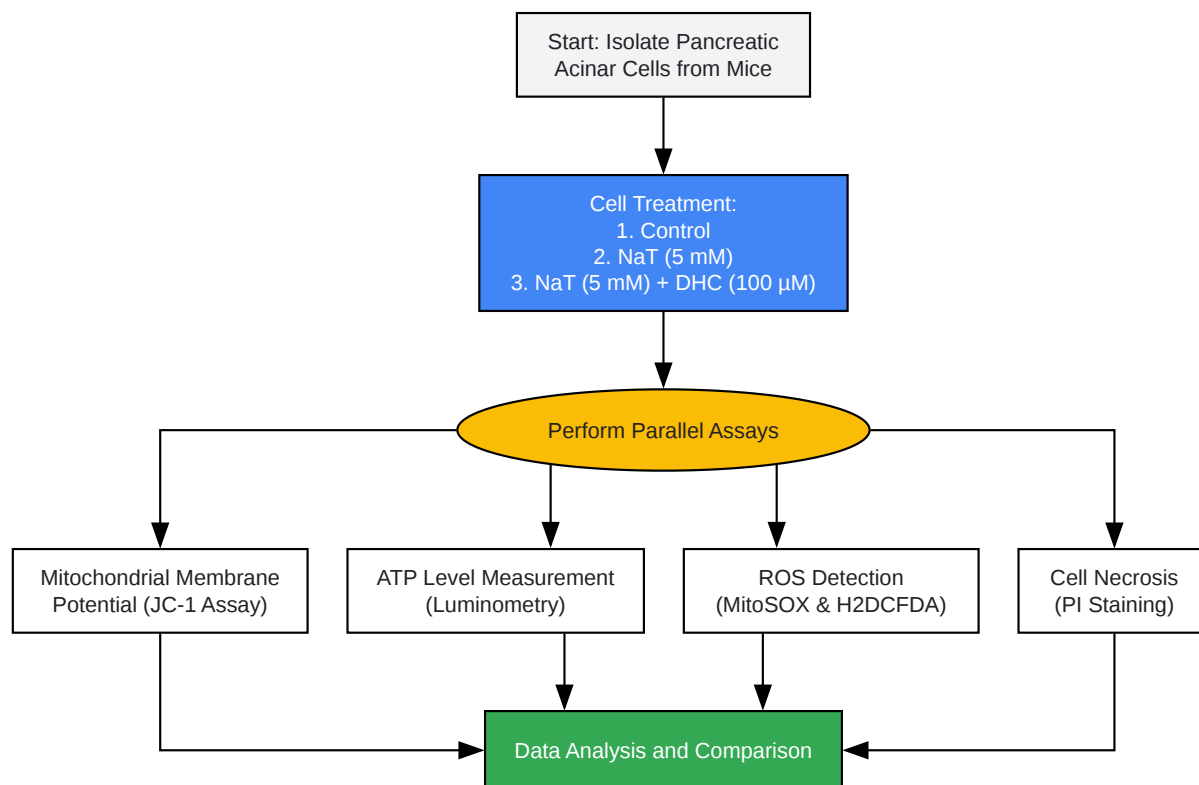 Start: Isolate Pancreatic
Acinar Cells from Mice
Cell Treatment:
1. Control
2. NaT (5 mM)
3. NaT (5 mM) + DHC (100 µM)
Perform Parallel Assays
Mitochondrial Membrane
Potential (JC-1 Assay)
ATP Level Measurement
(Luminometry)
ROS Detection
(MitoSOX & H2DCFDA)
Cell Necrosis
(PI Staining)
Data Analysis and Comparison